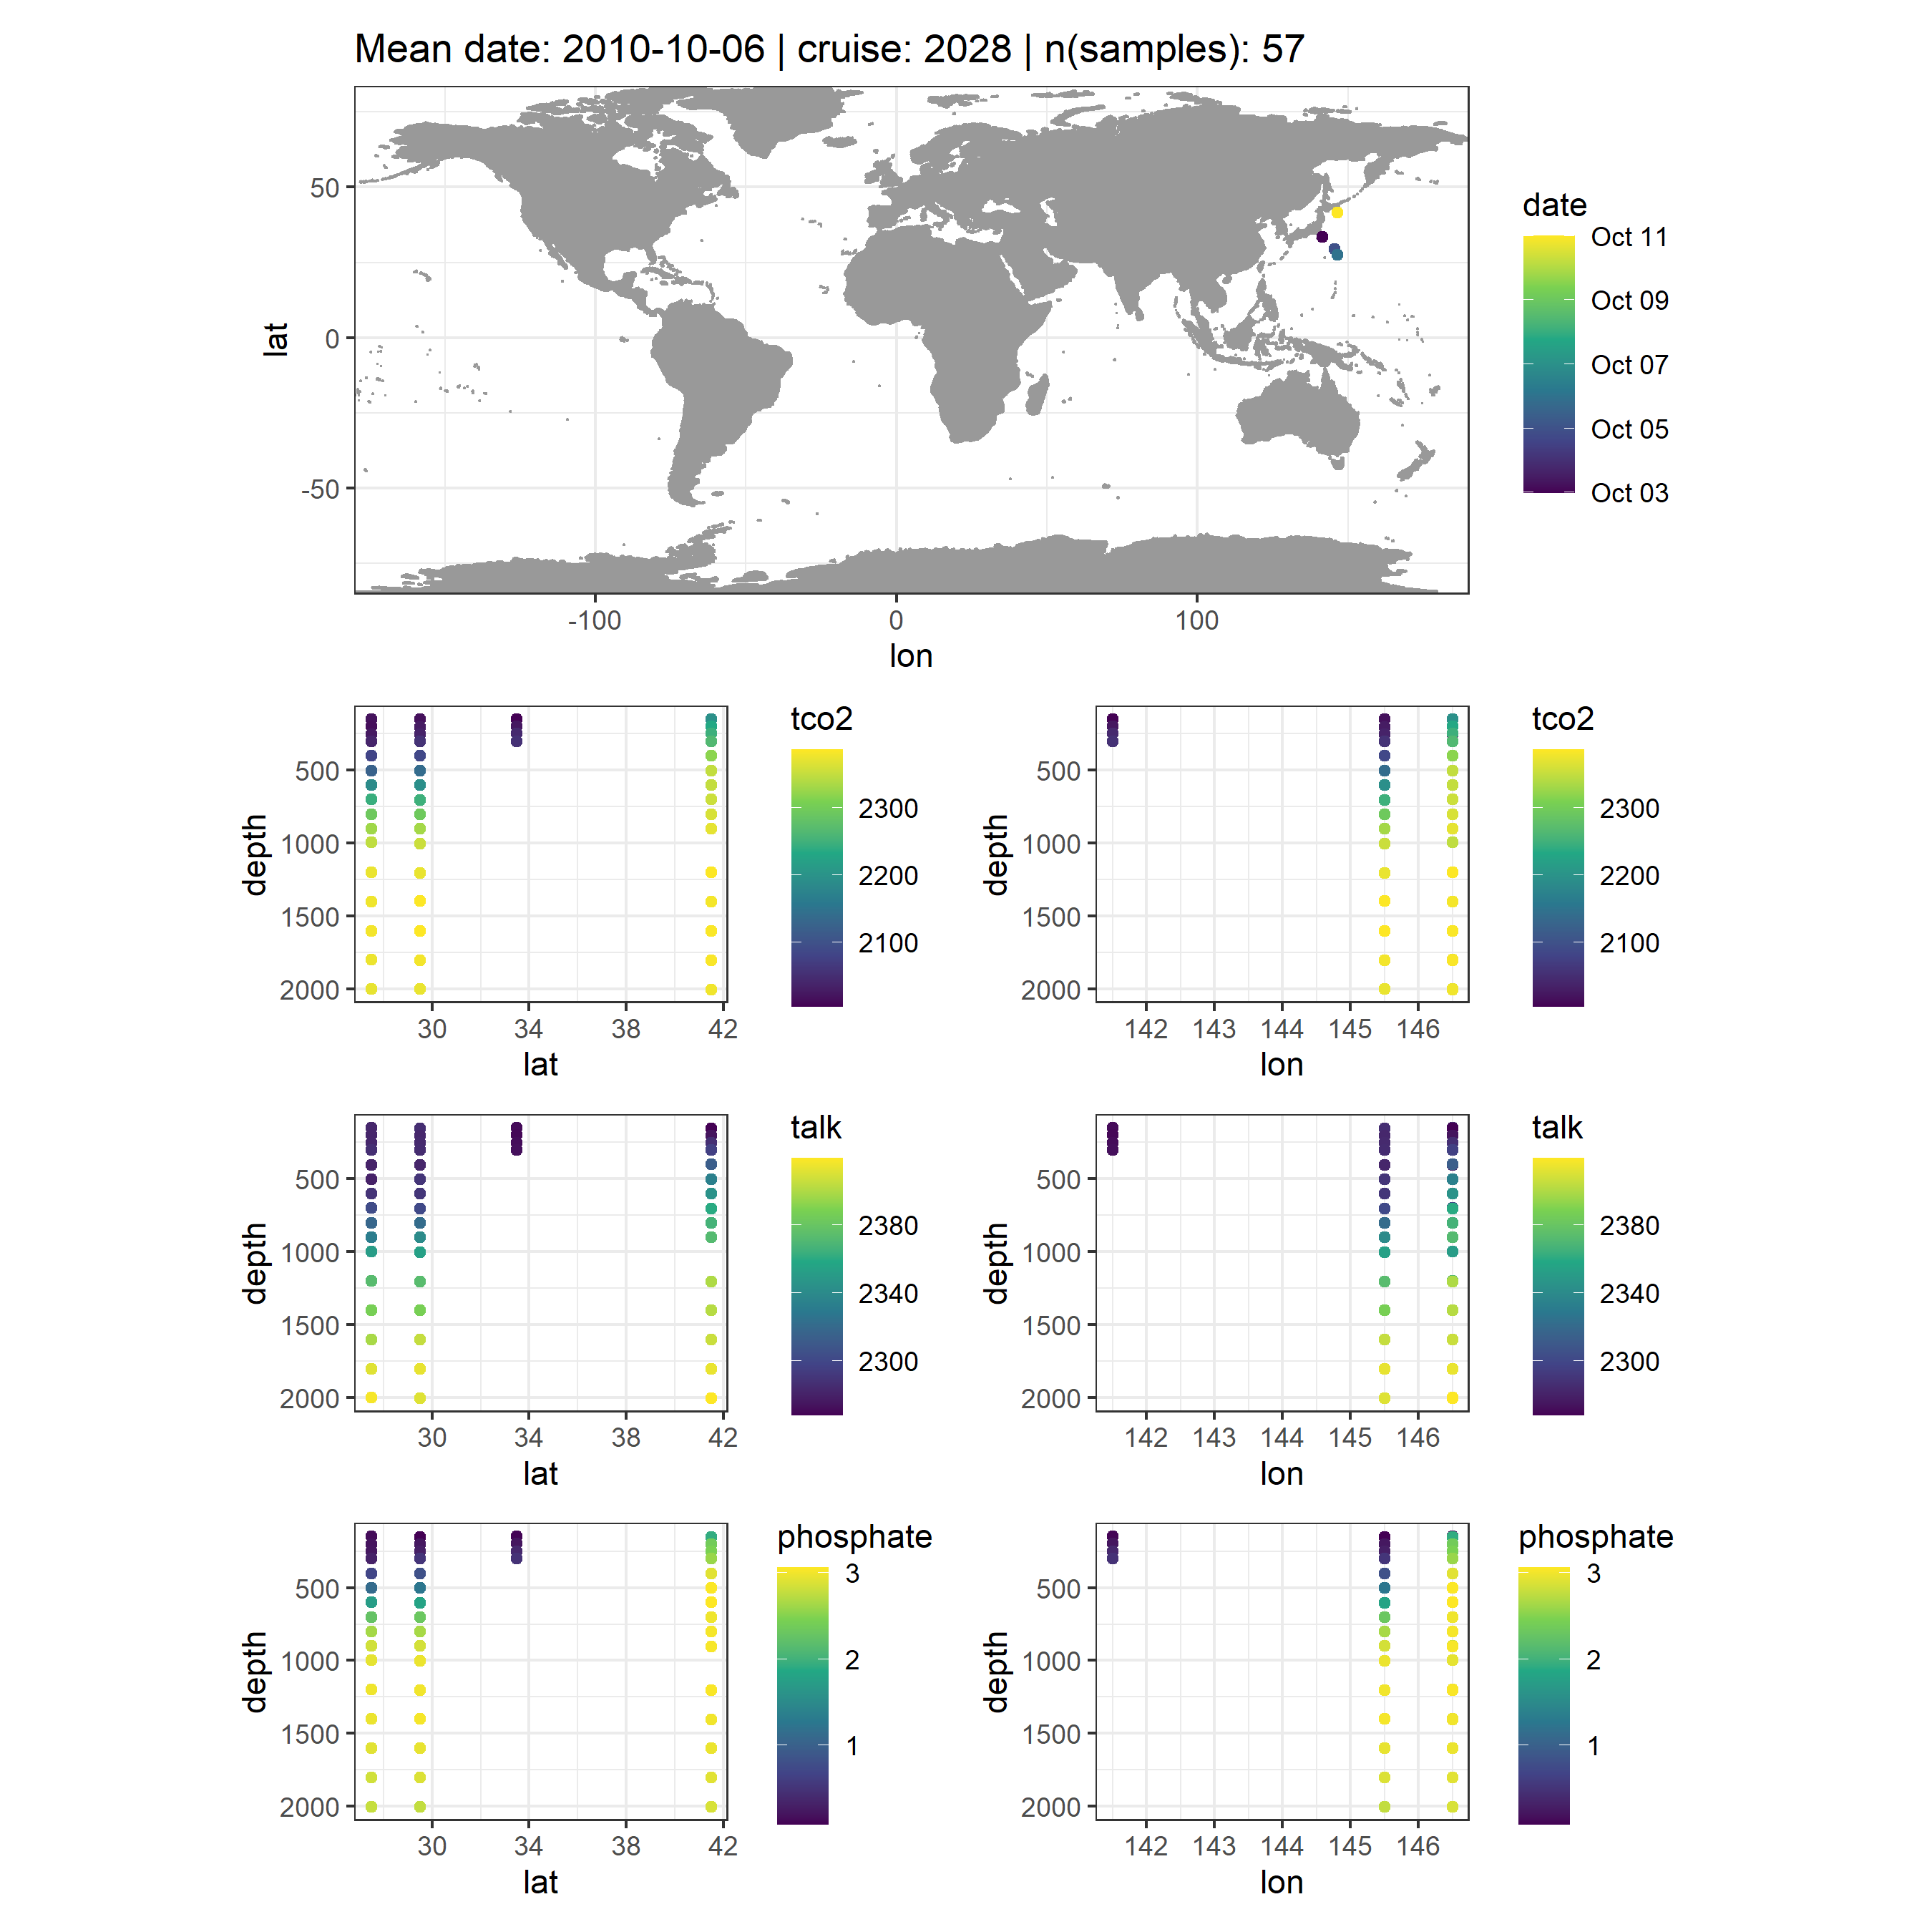 Mean date: 2010-10-06 | cruise: 2028 | n(samples): 57
lat
50
0
-50
-100 0 100
lon
date
Oct 11
Oct 09
Oct 07
Oct 05
Oct 03
depth
500
1000
1500
2000
30 34 38 42
lat
tco2
2300
2200
2100
depth
500
1000
1500
2000
142 143 144 145 146
lon
tco2
2300
2200
2100
depth
500
1000
1500
2000
30 34 38 42
lat
talk
2380
2340
2300
depth
500
1000
1500
2000
142 143 144 145 146
lon
talk
2380
2340
2300
depth
500
1000
1500
2000
30 34 38 42
lat
phosphate
3
2
1
depth
500
1000
1500
2000
142 143 144 145 146
lon
phosphate
3
2
1